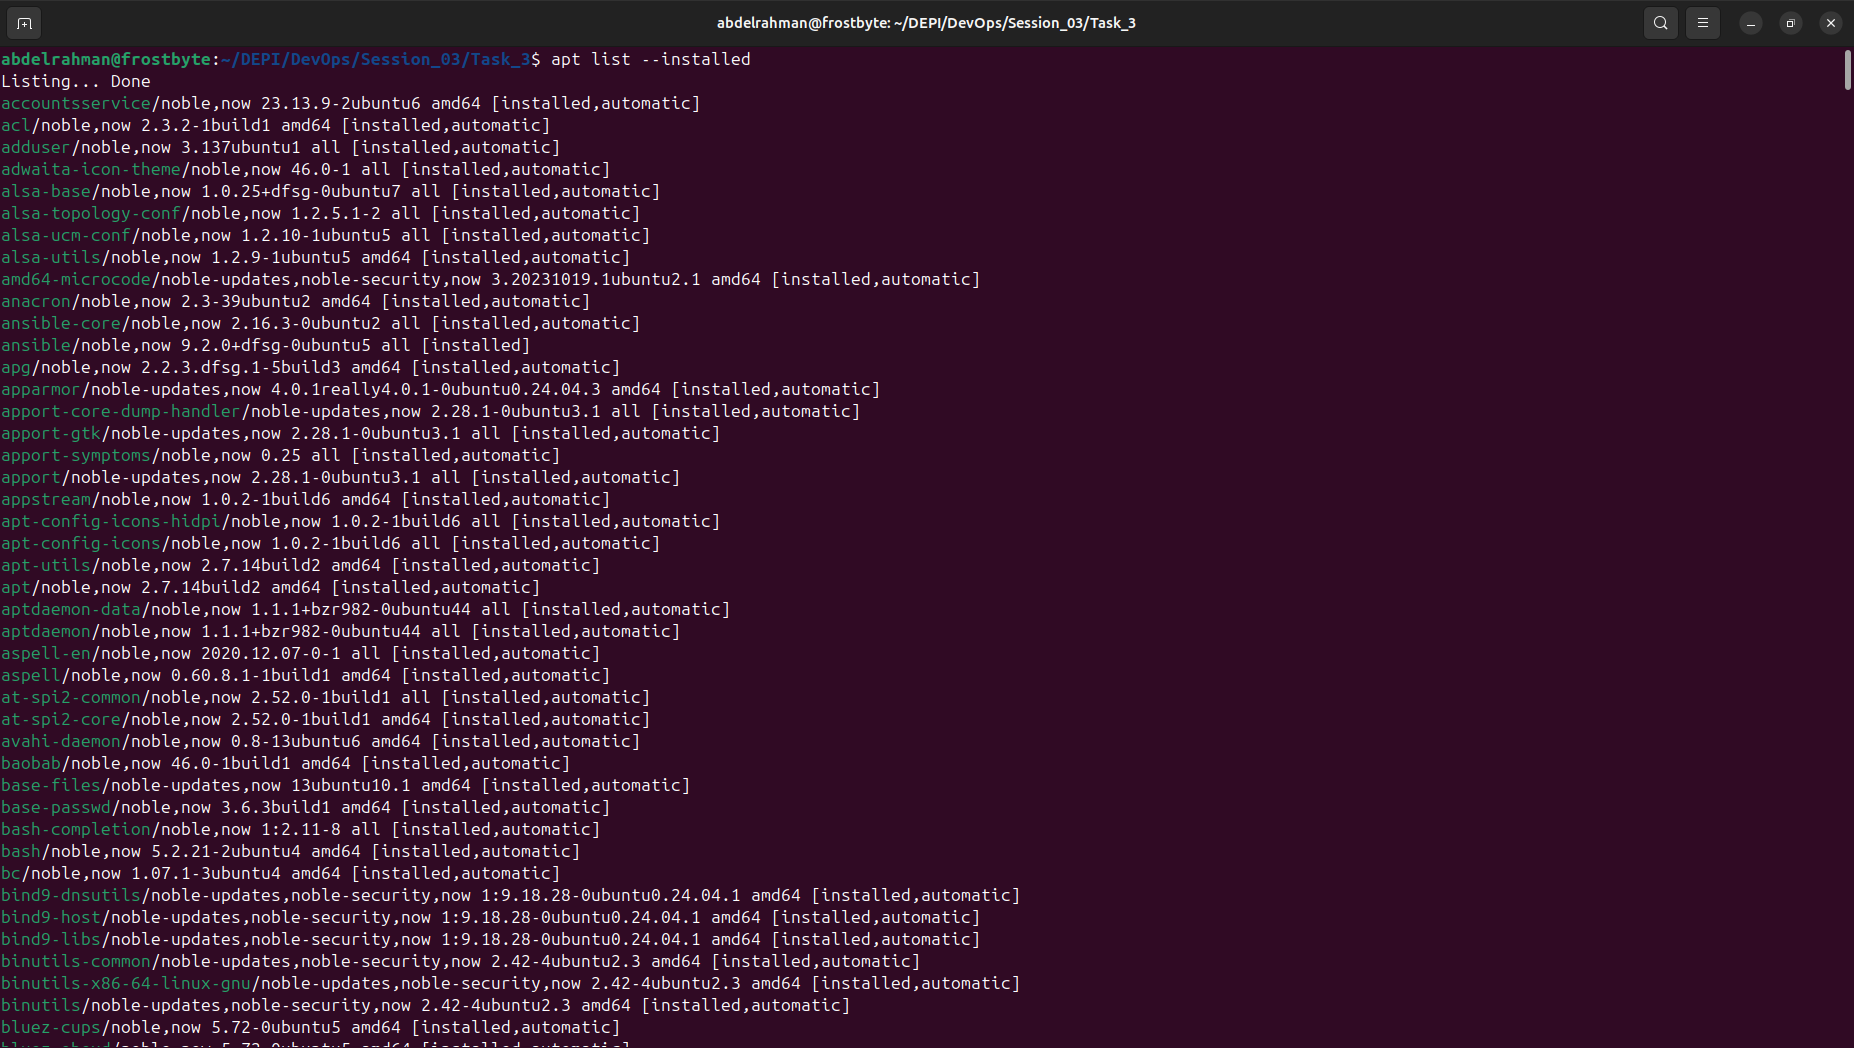 abdelrahman@frostbyte: ~/DEPI/DevOps/Session_03/Task_3
abdelrahman@frostbyte:~/DEPI/DevOps/Session_03/Task_3$ apt list --installed
Listing... Done
accountsservice/noble,now 23.13.9-2ubuntu6 amd64 [installed,automatic]
acl/noble,now 2.3.2-1build1 amd64 [installed,automatic]
adduser/noble,now 3.137ubuntu1 all [installed,automatic]
adwaita-icon-theme/noble,now 46.0-1 all [installed,automatic]
alsa-base/noble,now 1.0.25+dfsg-0ubuntu7 all [installed,automatic]
alsa-topology-conf/noble,now 1.2.5.1-2 all [installed,automatic]
alsa-ucm-conf/noble,now 1.2.10-1ubuntu5 all [installed,automatic]
alsa-utils/noble,now 1.2.9-1ubuntu5 amd64 [installed,automatic]
amd64-microcode/noble-updates,noble-security,now 3.20231019.1ubuntu2.1 amd64 [installed,automatic]
anacron/noble,now 2.3-39ubuntu2 amd64 [installed,automatic]
ansible-core/noble,now 2.16.3-0ubuntu2 all [installed,automatic]
ansible/noble,now 9.2.0+dfsg-0ubuntu5 all [installed]
apg/noble,now 2.2.3.dfsg.1-5build3 amd64 [installed,automatic]
apparmor/noble-updates,now 4.0.1really4.0.1-0ubuntu0.24.04.3 amd64 [installed,automatic]
apport-core-dump-handler/noble-updates,now 2.28.1-0ubuntu3.1 all [installed,automatic]
apport-gtk/noble-updates,now 2.28.1-0ubuntu3.1 all [installed,automatic]
apport-symptoms/noble,now 0.25 all [installed,automatic]
apport/noble-updates,now 2.28.1-0ubuntu3.1 all [installed,automatic]
appstream/noble,now 1.0.2-1build6 amd64 [installed,automatic]
apt-config-icons-hidpi/noble,now 1.0.2-1build6 all [installed,automatic]
apt-config-icons/noble,now 1.0.2-1build6 all [installed,automatic]
apt-utils/noble,now 2.7.14build2 amd64 [installed,automatic]
apt/noble,now 2.7.14build2 amd64 [installed,automatic]
aptdaemon-data/noble,now 1.1.1+bzr982-0ubuntu44 all [installed,automatic]
aptdaemon/noble,now 1.1.1+bzr982-0ubuntu44 all [installed,automatic]
aspell-en/noble,now 2020.12.07-0-1 all [installed,automatic]
aspell/noble,now 0.60.8.1-1build1 amd64 [installed,automatic]
at-spi2-common/noble,now 2.52.0-1build1 all [installed,automatic]
at-spi2-core/noble,now 2.52.0-1build1 amd64 [installed,automatic]
avahi-daemon/noble,now 0.8-13ubuntu6 amd64 [installed,automatic]
baobab/noble,now 46.0-1build1 amd64 [installed,automatic]
base-files/noble-updates,now 13ubuntu10.1 amd64 [installed,automatic]
base-passwd/noble,now 3.6.3build1 amd64 [installed,automatic]
bash-completion/noble,now 1:2.11-8 all [installed,automatic]
bash/noble,now 5.2.21-2ubuntu4 amd64 [installed,automatic]
bc/noble,now 1.07.1-3ubuntu4 amd64 [installed,automatic]
bind9-dnsutils/noble-updates,noble-security,now 1:9.18.28-0ubuntu0.24.04.1 amd64 [installed,automatic]
bind9-host/noble-updates,noble-security,now 1:9.18.28-0ubuntu0.24.04.1 amd64 [installed,automatic]
bind9-libs/noble-updates,noble-security,now 1:9.18.28-0ubuntu0.24.04.1 amd64 [installed,automatic]
binutils-common/noble-updates,noble-security,now 2.42-4ubuntu2.3 amd64 [installed,automatic]
binutils-x86-64-linux-gnu/noble-updates,noble-security,now 2.42-4ubuntu2.3 amd64 [installed,automatic]
binutils/noble-updates,noble-security,now 2.42-4ubuntu2.3 amd64 [installed,automatic]
bluez-cups/noble,now 5.72-0ubuntu5 amd64 [installed,automatic]